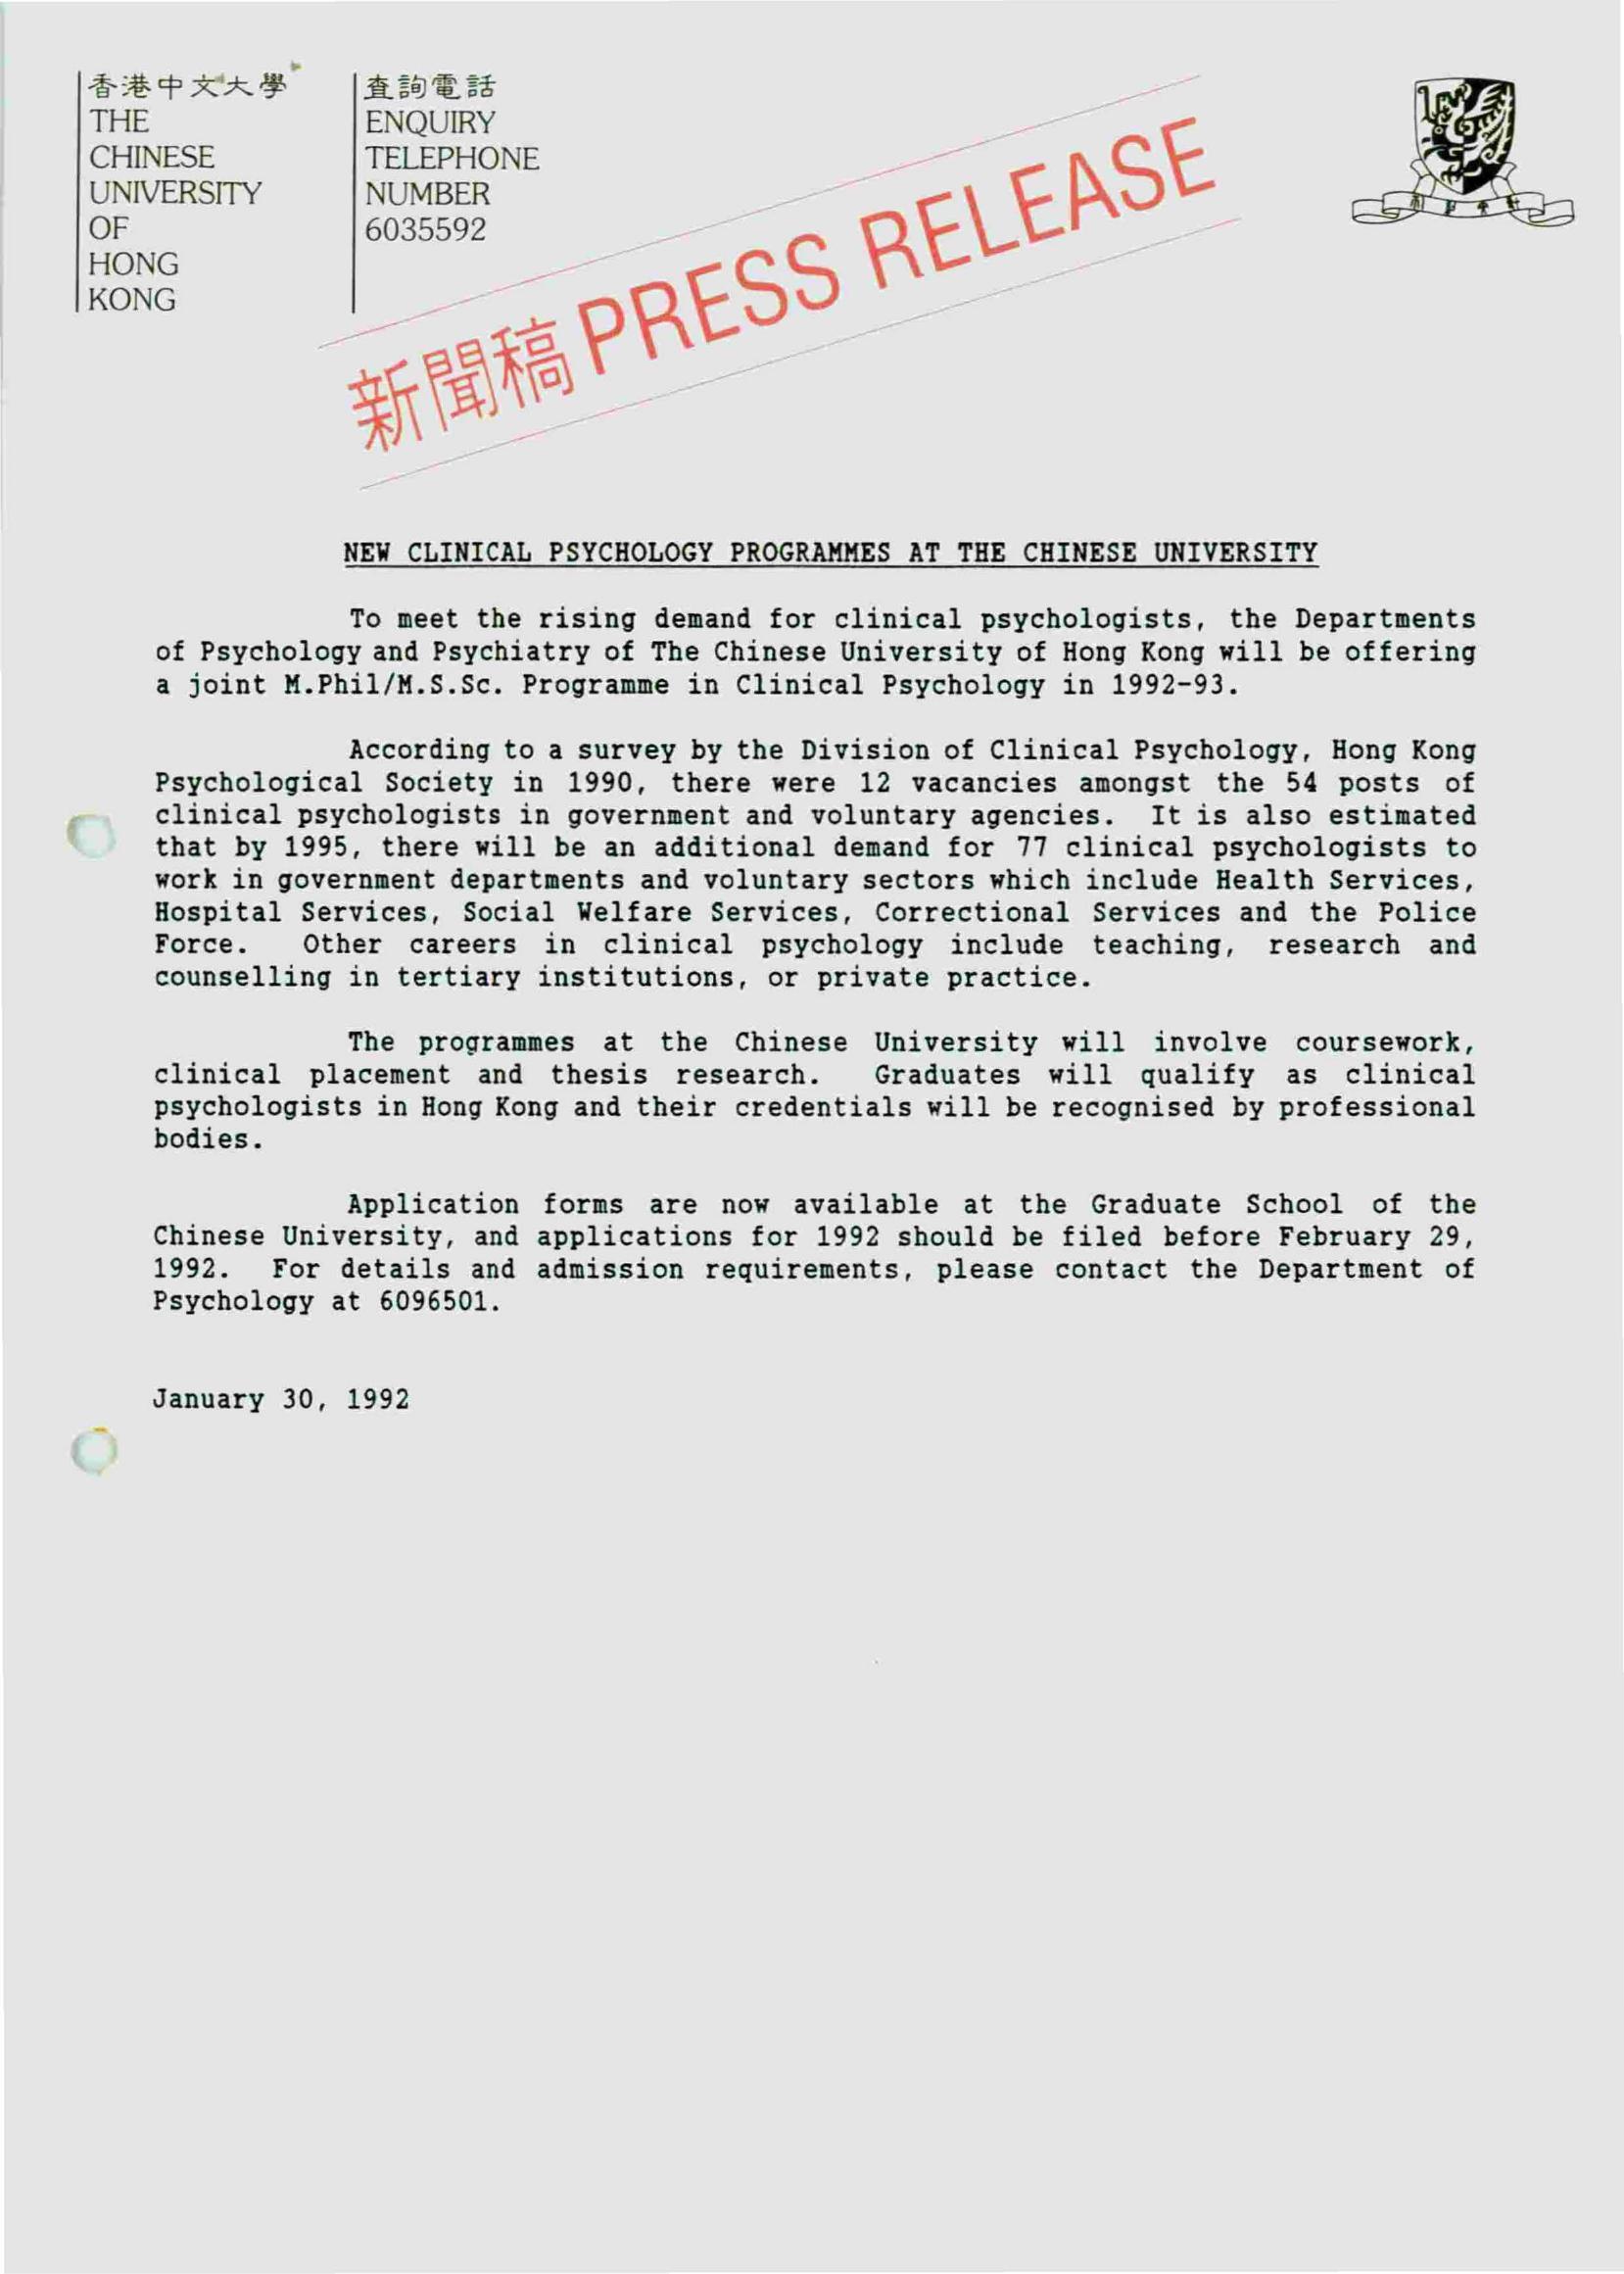 香港中文大學
THE
CHINESE
UNIVERSITY
OF
HONG
KONG
查詢電話
ENQUIRY
TELEPHONE
NUMBER
6035592
新聞稿 PRESS RELEASE
NEW CLINICAL PSYCHOLOGY PROGRAMMES AT THE CHINESE UNIVERSITY
To meet the rising demand for clinical psychologists, the Departments
of Psychology and Psychiatry of The Chinese University of Hong Kong will be offering
a joint M.Phil/M.S.Sc. Programme in Clinical Psychology in 1992-93.
According to a survey by the Division of Clinical Psychology, Hong Kong
Psychological Society in 1990, there were 12 vacancies amongst the 54 posts of
clinical psychologists in government and voluntary agencies. It is also estimated
that by 1995, there will be an additional demand for 77 clinical psychologists to
work in government departments and voluntary sectors which include Health Services,
Hospital Services, Social Welfare Services, Correctional Services and the Police
Force. Other careers in clinical psychology include teaching, research and
counselling in tertiary institutions, or private practice.
The programmes at the Chinese University will involve coursework,
clinical placement and thesis research. Graduates will qualify as clinical
psychologists in Hong Kong and their credentials will be recognised by professional
bodies.
Application forms are now available at the Graduate School of the
Chinese University, and applications for 1992 should be filed before February 29,
1992. For details and admission requirements, please contact the Department of
Psychology at 6096501.
January 30, 1992